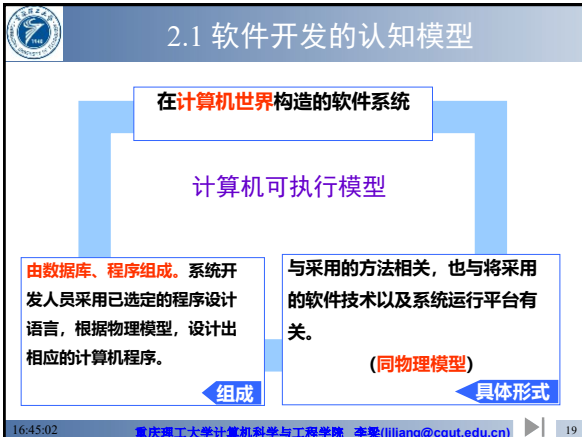 2.1 软件开发的认知模型
在计算机世界构造的软件系统
计算机可执行模型
由数据库、程序组成。系统开
发人员采用已选定的程序设计
语言，根据物理模型，设计出
相应的计算机程序。
组成
与采用的方法相关，也与将采用
的软件技术以及系统运行平台有
关。
(同物理模型)
具体形式
16:45:02
重庆理工大学计算机科学与工程学院 李梁(liliang@cqut.edu.cn)
19